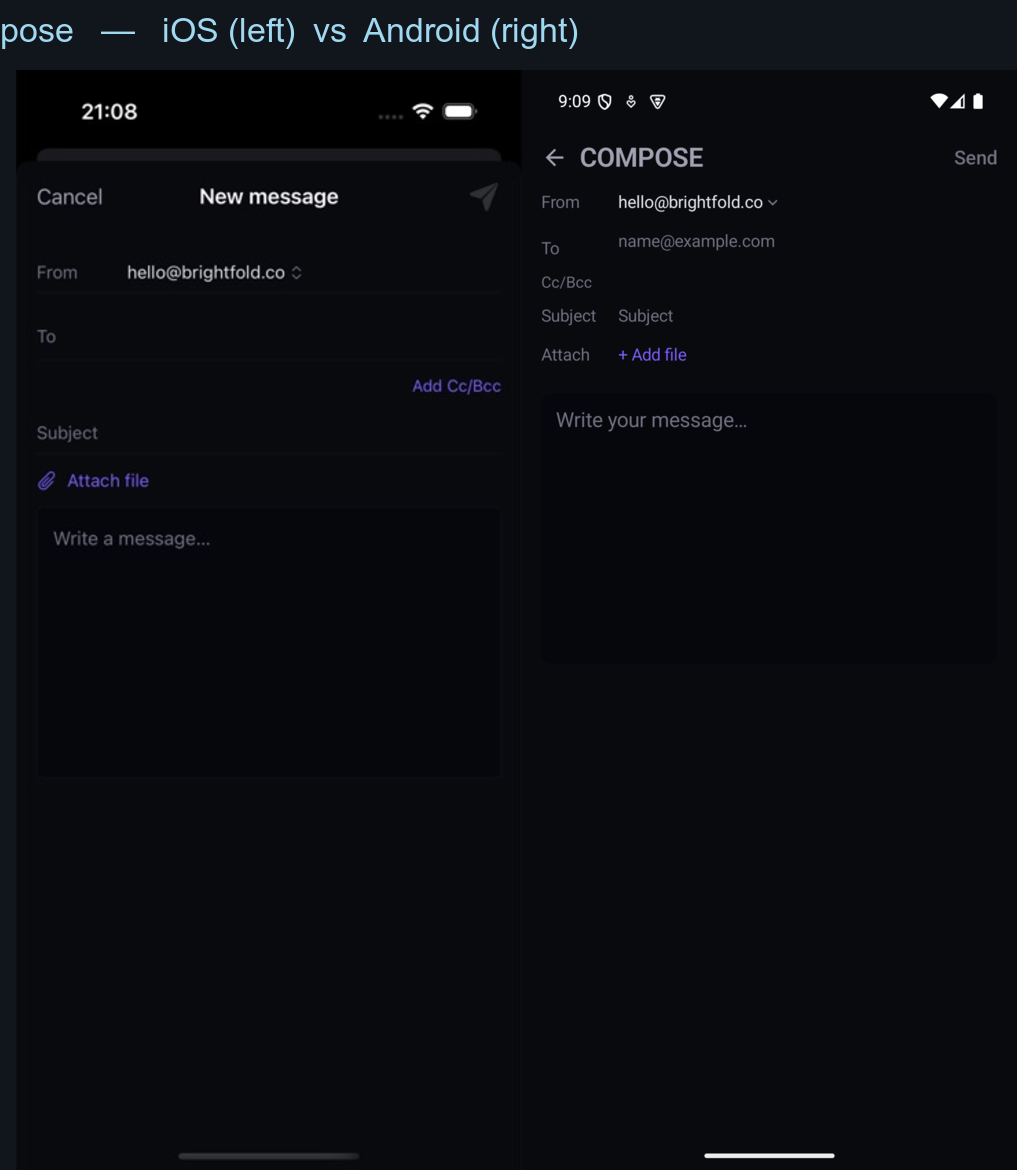 pose — iOS (left) vs Android (right)
21:08
Cancel New message
From hello@brightfold.co
To
Add Cc/Bcc
Subject
Attach file
Write a message...
9:09
COMPOSE Send
From hello@brightfold.co
To name@example.com
Cc/Bcc
Subject Subject
Attach + Add file
Write your message...